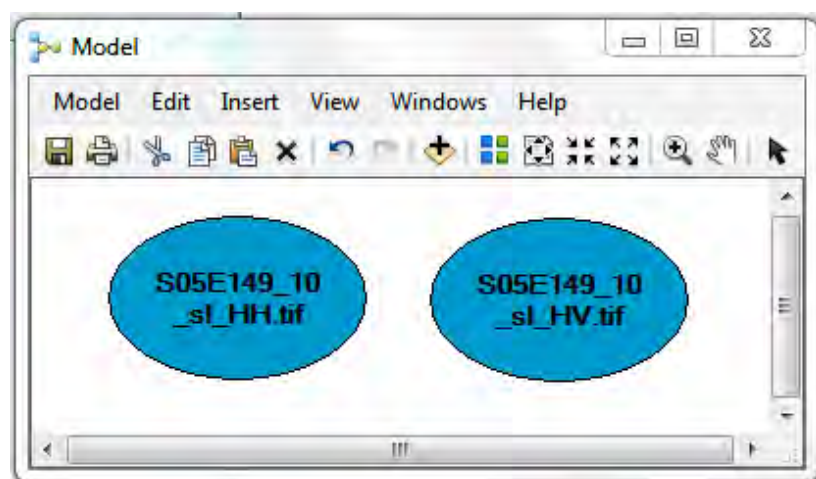 Model
Model Edit Insert View Windows Help
S05E149_10
_sl_HH.tif
S05E149_10
_sl_HV.tif